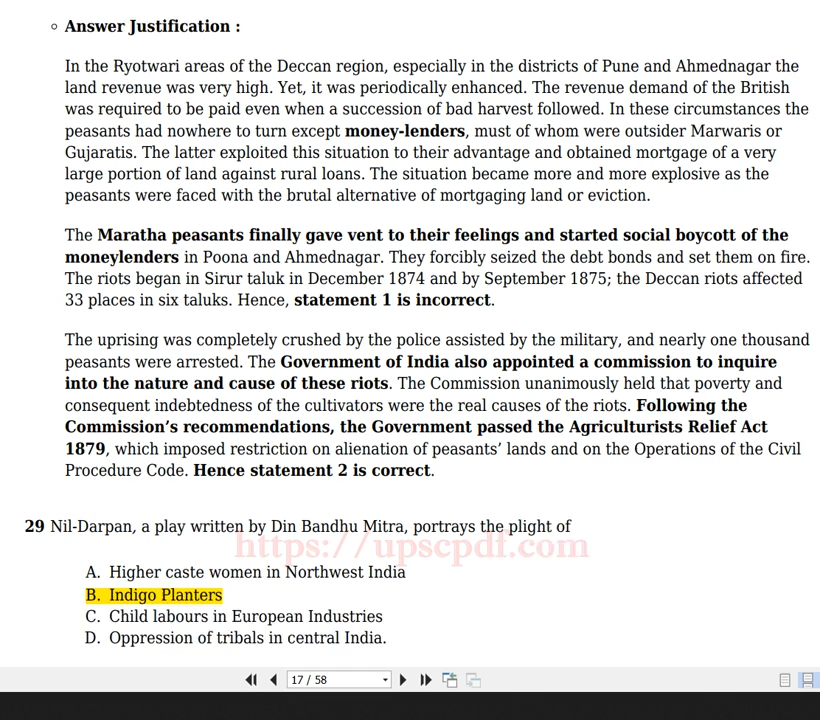 Answer Justification :
In the Ryotwari areas of the Deccan region, especially in the districts of Pune and Ahmednagar the
land revenue was very high. Yet, it was periodically enhanced. The revenue demand of the British
was required to be paid even when a succession of bad harvest followed. In these circumstances the
peasants had nowhere to turn except money-lenders, must of whom were outsider Marwaris or
Gujaratis. The latter exploited this situation to their advantage and obtained mortgage of a very
large portion of land against rural loans. The situation became more and more explosive as the
peasants were faced with the brutal alternative of mortgaging land or eviction.
The Maratha peasants finally gave vent to their feelings and started social boycott of the
moneylenders in Poona and Ahmednagar. They forcibly seized the debt bonds and set them on fire.
The riots began in Sirur taluk in December 1874 and by September 1875; the Deccan riots affected
33 places in six taluks. Hence, statement 1 is incorrect.
The uprising was completely crushed by the police assisted by the military, and nearly one thousand
peasants were arrested. The Government of India also appointed a commission to inquire
into the nature and cause of these riots. The Commission unanimously held that poverty and
consequent indebtedness of the cultivators were the real causes of the riots. Following the
Commission’s recommendations, the Government passed the Agriculturists Relief Act
1879, which imposed restriction on alienation of peasants’ lands and on the Operations of the Civil
Procedure Code. Hence statement 2 is correct.
29 Nil-Darpan, a play written by Din Bandhu Mitra, portrays the plight of
https://upscpdf.com
A. Higher caste women in Northwest India
B. Indigo Planters
C. Child labours in European Industries
D. Oppression of tribals in central India.
17 / 58